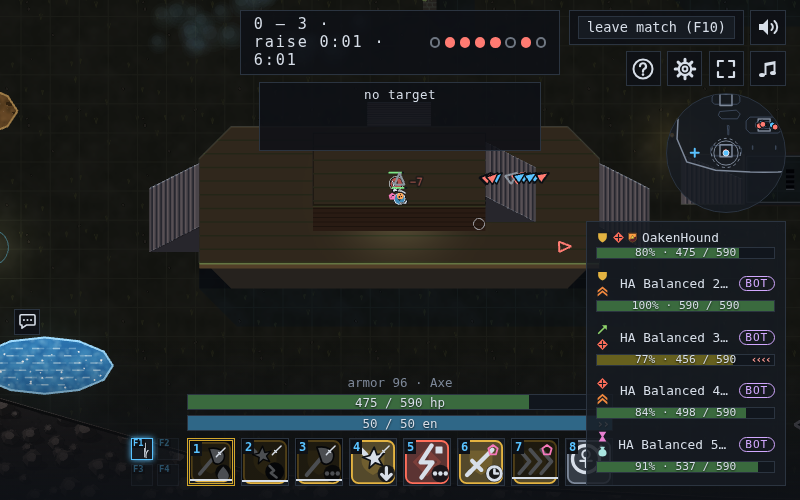 0 – 3 ·
raise 0:01 ·
6:01
leave match (F10)
no target
-7
OakenHound
80% · 475 / 590
HA Balanced 2… BOT
100% · 590 / 590
HA Balanced 3… BOT
77% · 456 / 590
HA Balanced 4… BOT
84% · 498 / 590
HA Balanced 5… BOT
91% · 537 / 590
armor 96 · Axe
475 / 590 hp
50 / 50 en
F1 F2
F3 F4
1 2 3 4 5 6 7 8